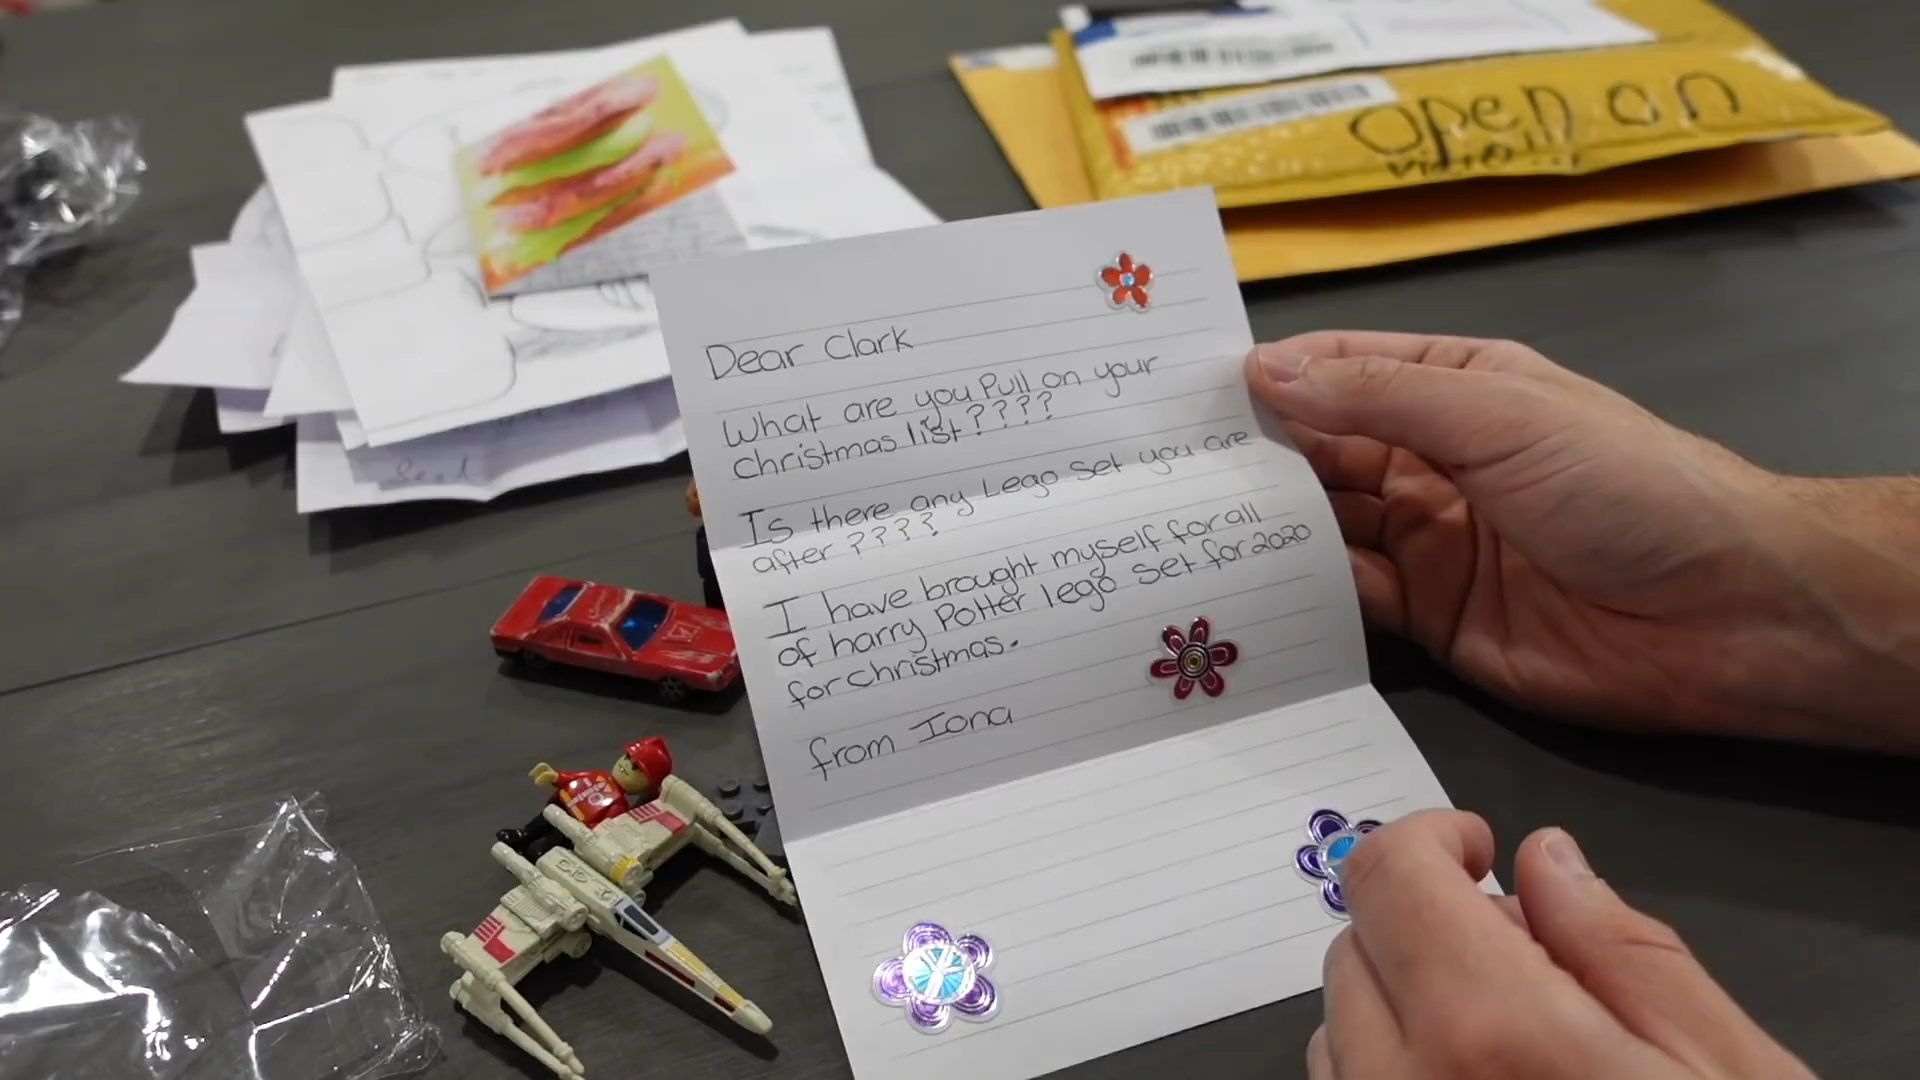 open on
video!!!
Dear Clark
What are you Pull on your
christmas list????
Is there any Lego set you are
after ????
I have brought myself for all
of harry Potter lego set for 2020
for christmas.
from Iona